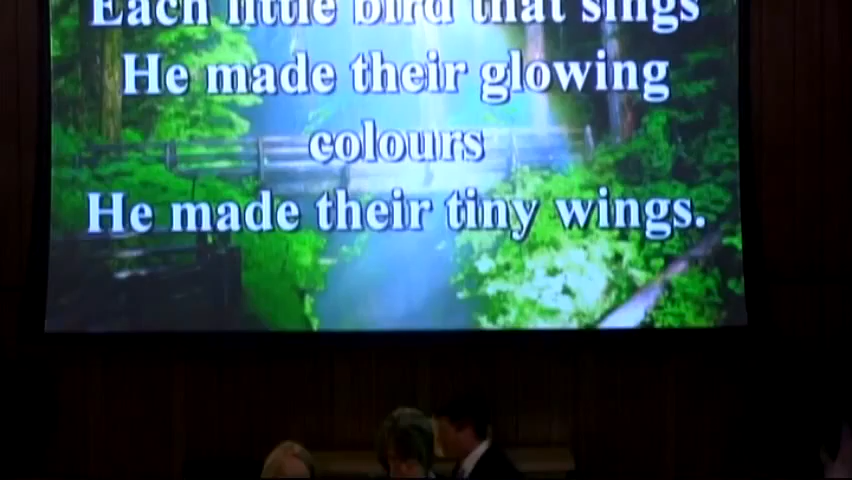 Each little bird that sings
He made their glowing
colours
He made their tiny wings.